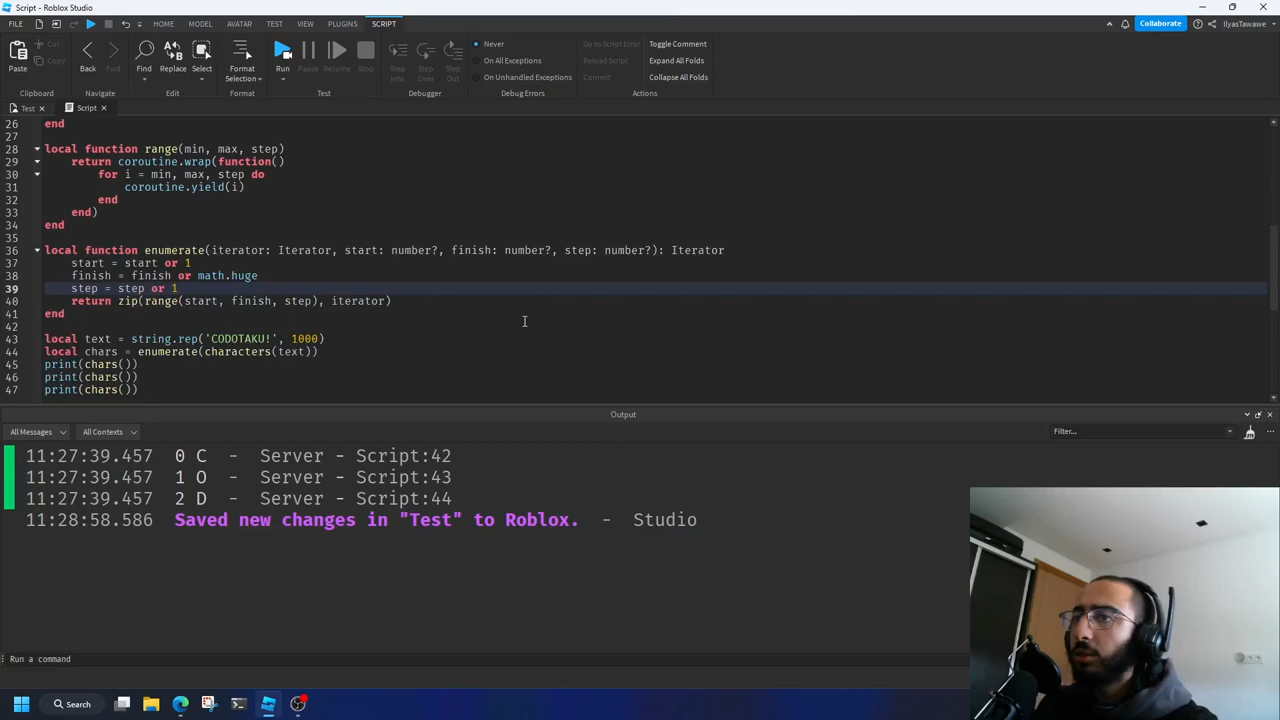 Script - Roblox Studio
FILE HOME MODEL AVATAR TEST VIEW PLUGINS SCRIPT Collaborate IlyasTawawe
Paste Cut Copy Back Find Find Replace Select Format Selection Run Pause Resume Stop Step Into Step Over Step Out
Never
On All Exceptions
On Unhandled Exceptions
Go to Script Error
Reload Script
Commit
Toggle Comment
Expand All Folds
Collapse All Folds
Clipboard Navigate Edit Format Test Debugger Debug Errors Actions
Test Script
26 end
27
28 local function range(min, max, step)
29 return coroutine.wrap(function()
30 for i = min, max, step do
31 coroutine.yield(i)
32 end
33 end)
34 end
35
36 local function enumerate(iterator: Iterator, start: number?, finish: number?, step: number?): Iterator
37 start = start or 1
38 finish = finish or math.huge
39 step = step or 1
40 return zip(range(start, finish, step), iterator)
41 end
42
43 local text = string.rep('CODOTAKU!', 1000)
44 local chars = enumerate(characters(text))
45 print(chars())
46 print(chars())
47 print(chars())
Output
All Messages All Contexts Filter...
11:27:39.457 0 C - Server - Script:42
11:27:39.457 1 O - Server - Script:43
11:27:39.457 2 D - Server - Script:44
11:28:58.586 Saved new changes in "Test" to Roblox. - Studio
Run a command
Search